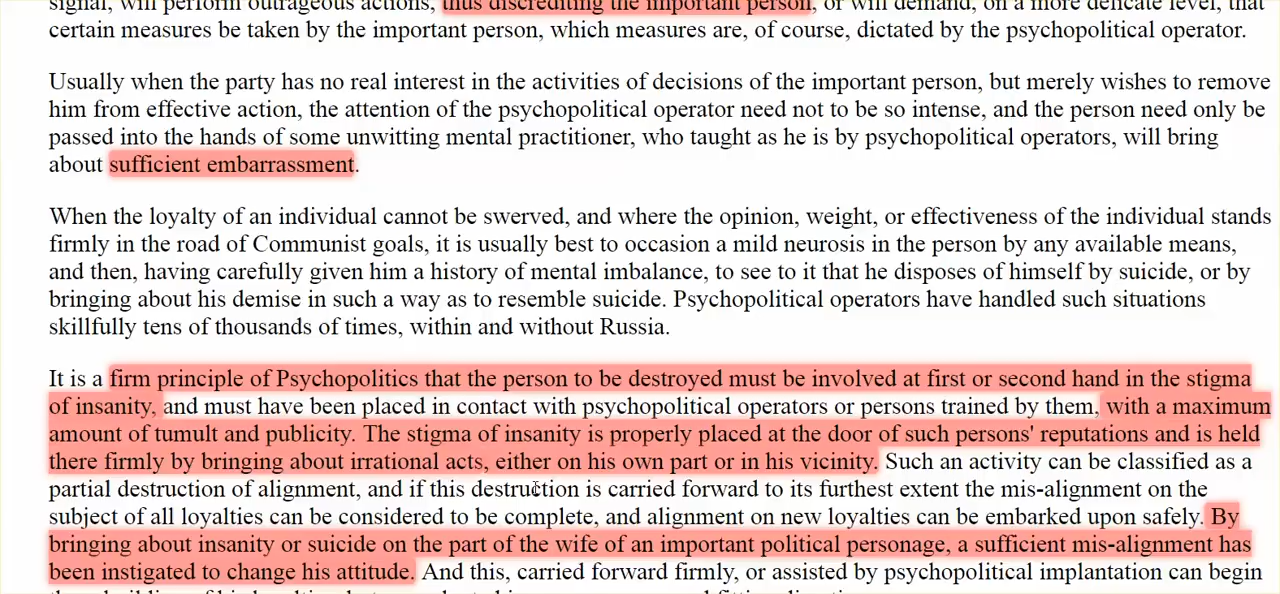 signal, will perform outrageous actions, thus discrediting the important person, or will demand, on a more delicate level, that
certain measures be taken by the important person, which measures are, of course, dictated by the psychopolitical operator.
Usually when the party has no real interest in the activities of decisions of the important person, but merely wishes to remove
him from effective action, the attention of the psychopolitical operator need not to be so intense, and the person need only be
passed into the hands of some unwitting mental practitioner, who taught as he is by psychopolitical operators, will bring
about sufficient embarrassment.
When the loyalty of an individual cannot be swerved, and where the opinion, weight, or effectiveness of the individual stands
firmly in the road of Communist goals, it is usually best to occasion a mild neurosis in the person by any available means,
and then, having carefully given him a history of mental imbalance, to see to it that he disposes of himself by suicide, or by
bringing about his demise in such a way as to resemble suicide. Psychopolitical operators have handled such situations
skillfully tens of thousands of times, within and without Russia.
It is a firm principle of Psychopolitics that the person to be destroyed must be involved at first or second hand in the stigma
of insanity, and must have been placed in contact with psychopolitical operators or persons trained by them, with a maximum
amount of tumult and publicity. The stigma of insanity is properly placed at the door of such persons' reputations and is held
there firmly by bringing about irrational acts, either on his own part or in his vicinity. Such an activity can be classified as a
partial destruction of alignment, and if this destruction is carried forward to its furthest extent the mis-alignment on the
subject of all loyalties can be considered to be complete, and alignment on new loyalties can be embarked upon safely. By
bringing about insanity or suicide on the part of the wife of an important political personage, a sufficient mis-alignment has
been instigated to change his attitude. And this, carried forward firmly, or assisted by psychopolitical implantation can begin